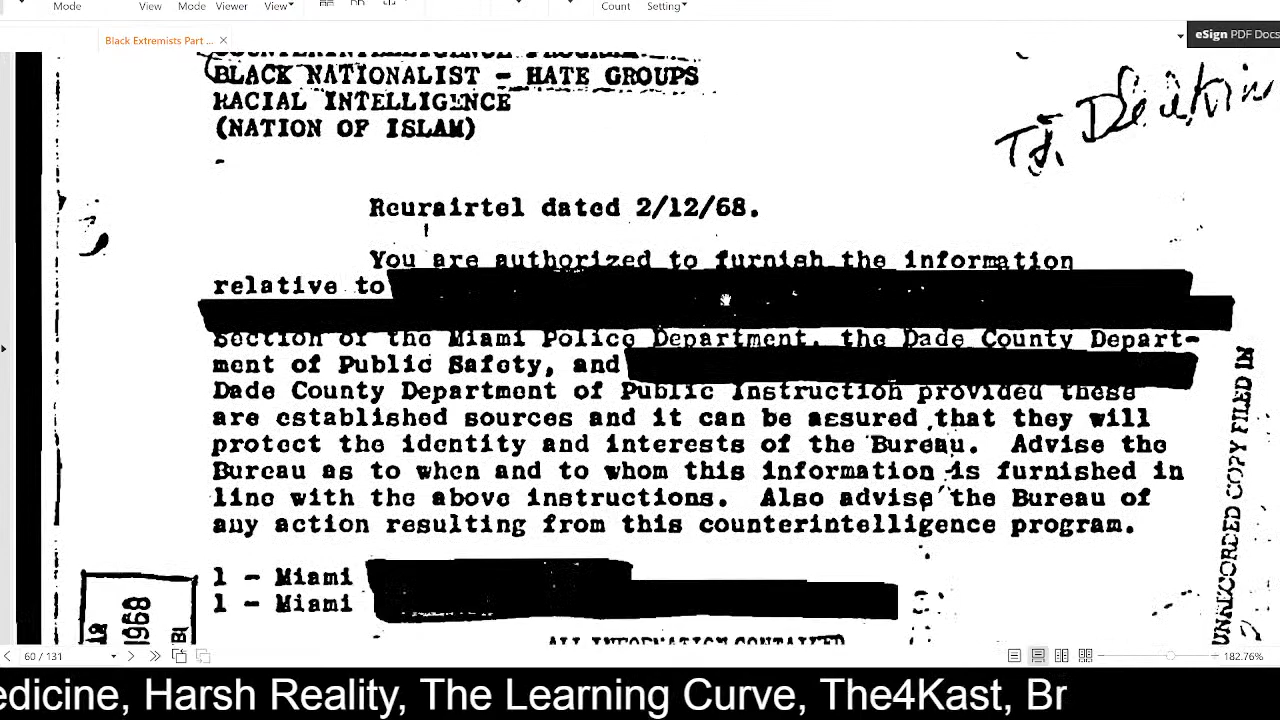 Mode
View
Mode
Viewer
View
Count
Setting
Black Extremists Part ...
eSign PDF Docs
COUNTERINTELLIGENCE PROGRAM
BLACK NATIONALIST - HATE GROUPS
RACIAL INTELLIGENCE
(NATION OF ISLAM)
Reurairtel dated 2/12/68.
You are authorized to furnish the information
relative to
Section of the Miami Police Department, the Dade County Depart-
ment of Public Safety, and
Dade County Department of Public Instruction provided these
are established sources and it can be assured that they will
protect the identity and interests of the Bureau. Advise the
Bureau as to when and to whom this information is furnished in
line with the above instructions. Also advise the Bureau of
any action resulting from this counterintelligence program.
1 - Miami
1 - Miami
1968
ALL INFORMATION CONTAINED
UNRECORDED COPY FILED IN
60 / 131
182.76%
edicine, Harsh Reality, The Learning Curve, The4Kast, Br